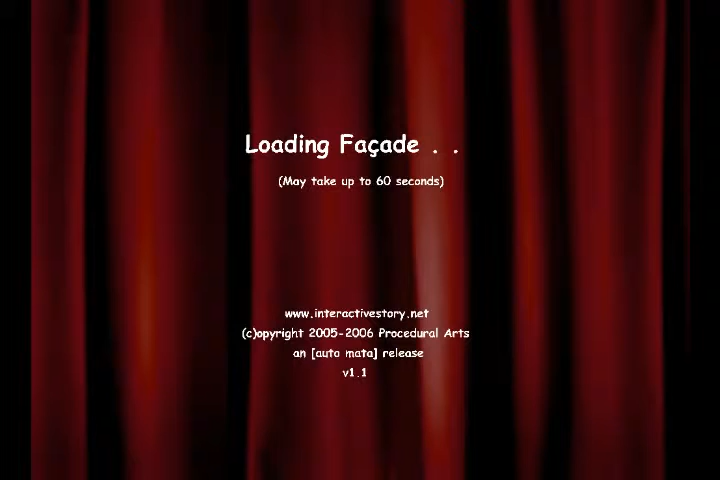 Loading Façade . .
(May take up to 60 seconds)
www.interactivestory.net
(c)opyright 2005-2006 Procedural Arts
an [auto mata] release
v1.1